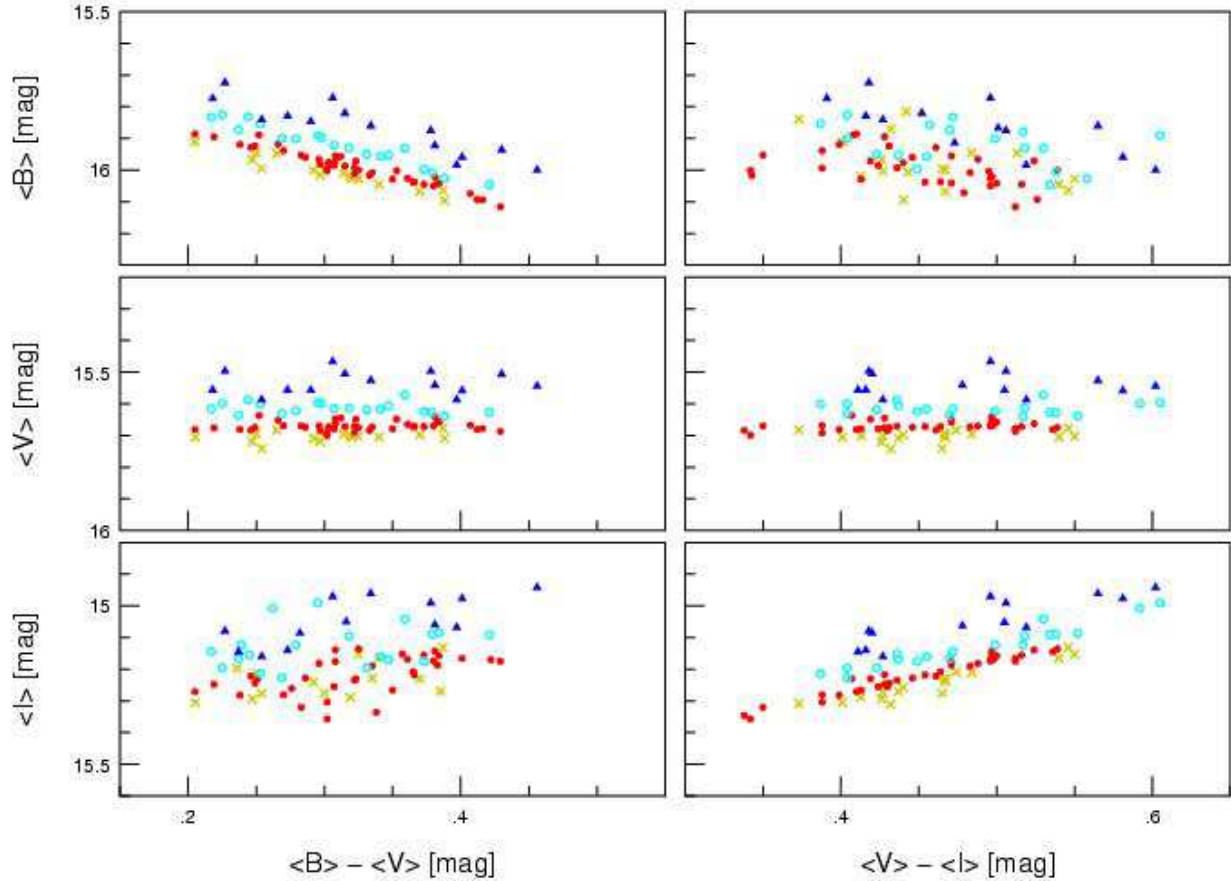 15.5
<B> [mag]
16
<V> [mag]
15.5
16
<I> [mag]
15
15.5
.2
.4
.4
.6
<B> – <V> [mag]
<V> – <I> [mag]